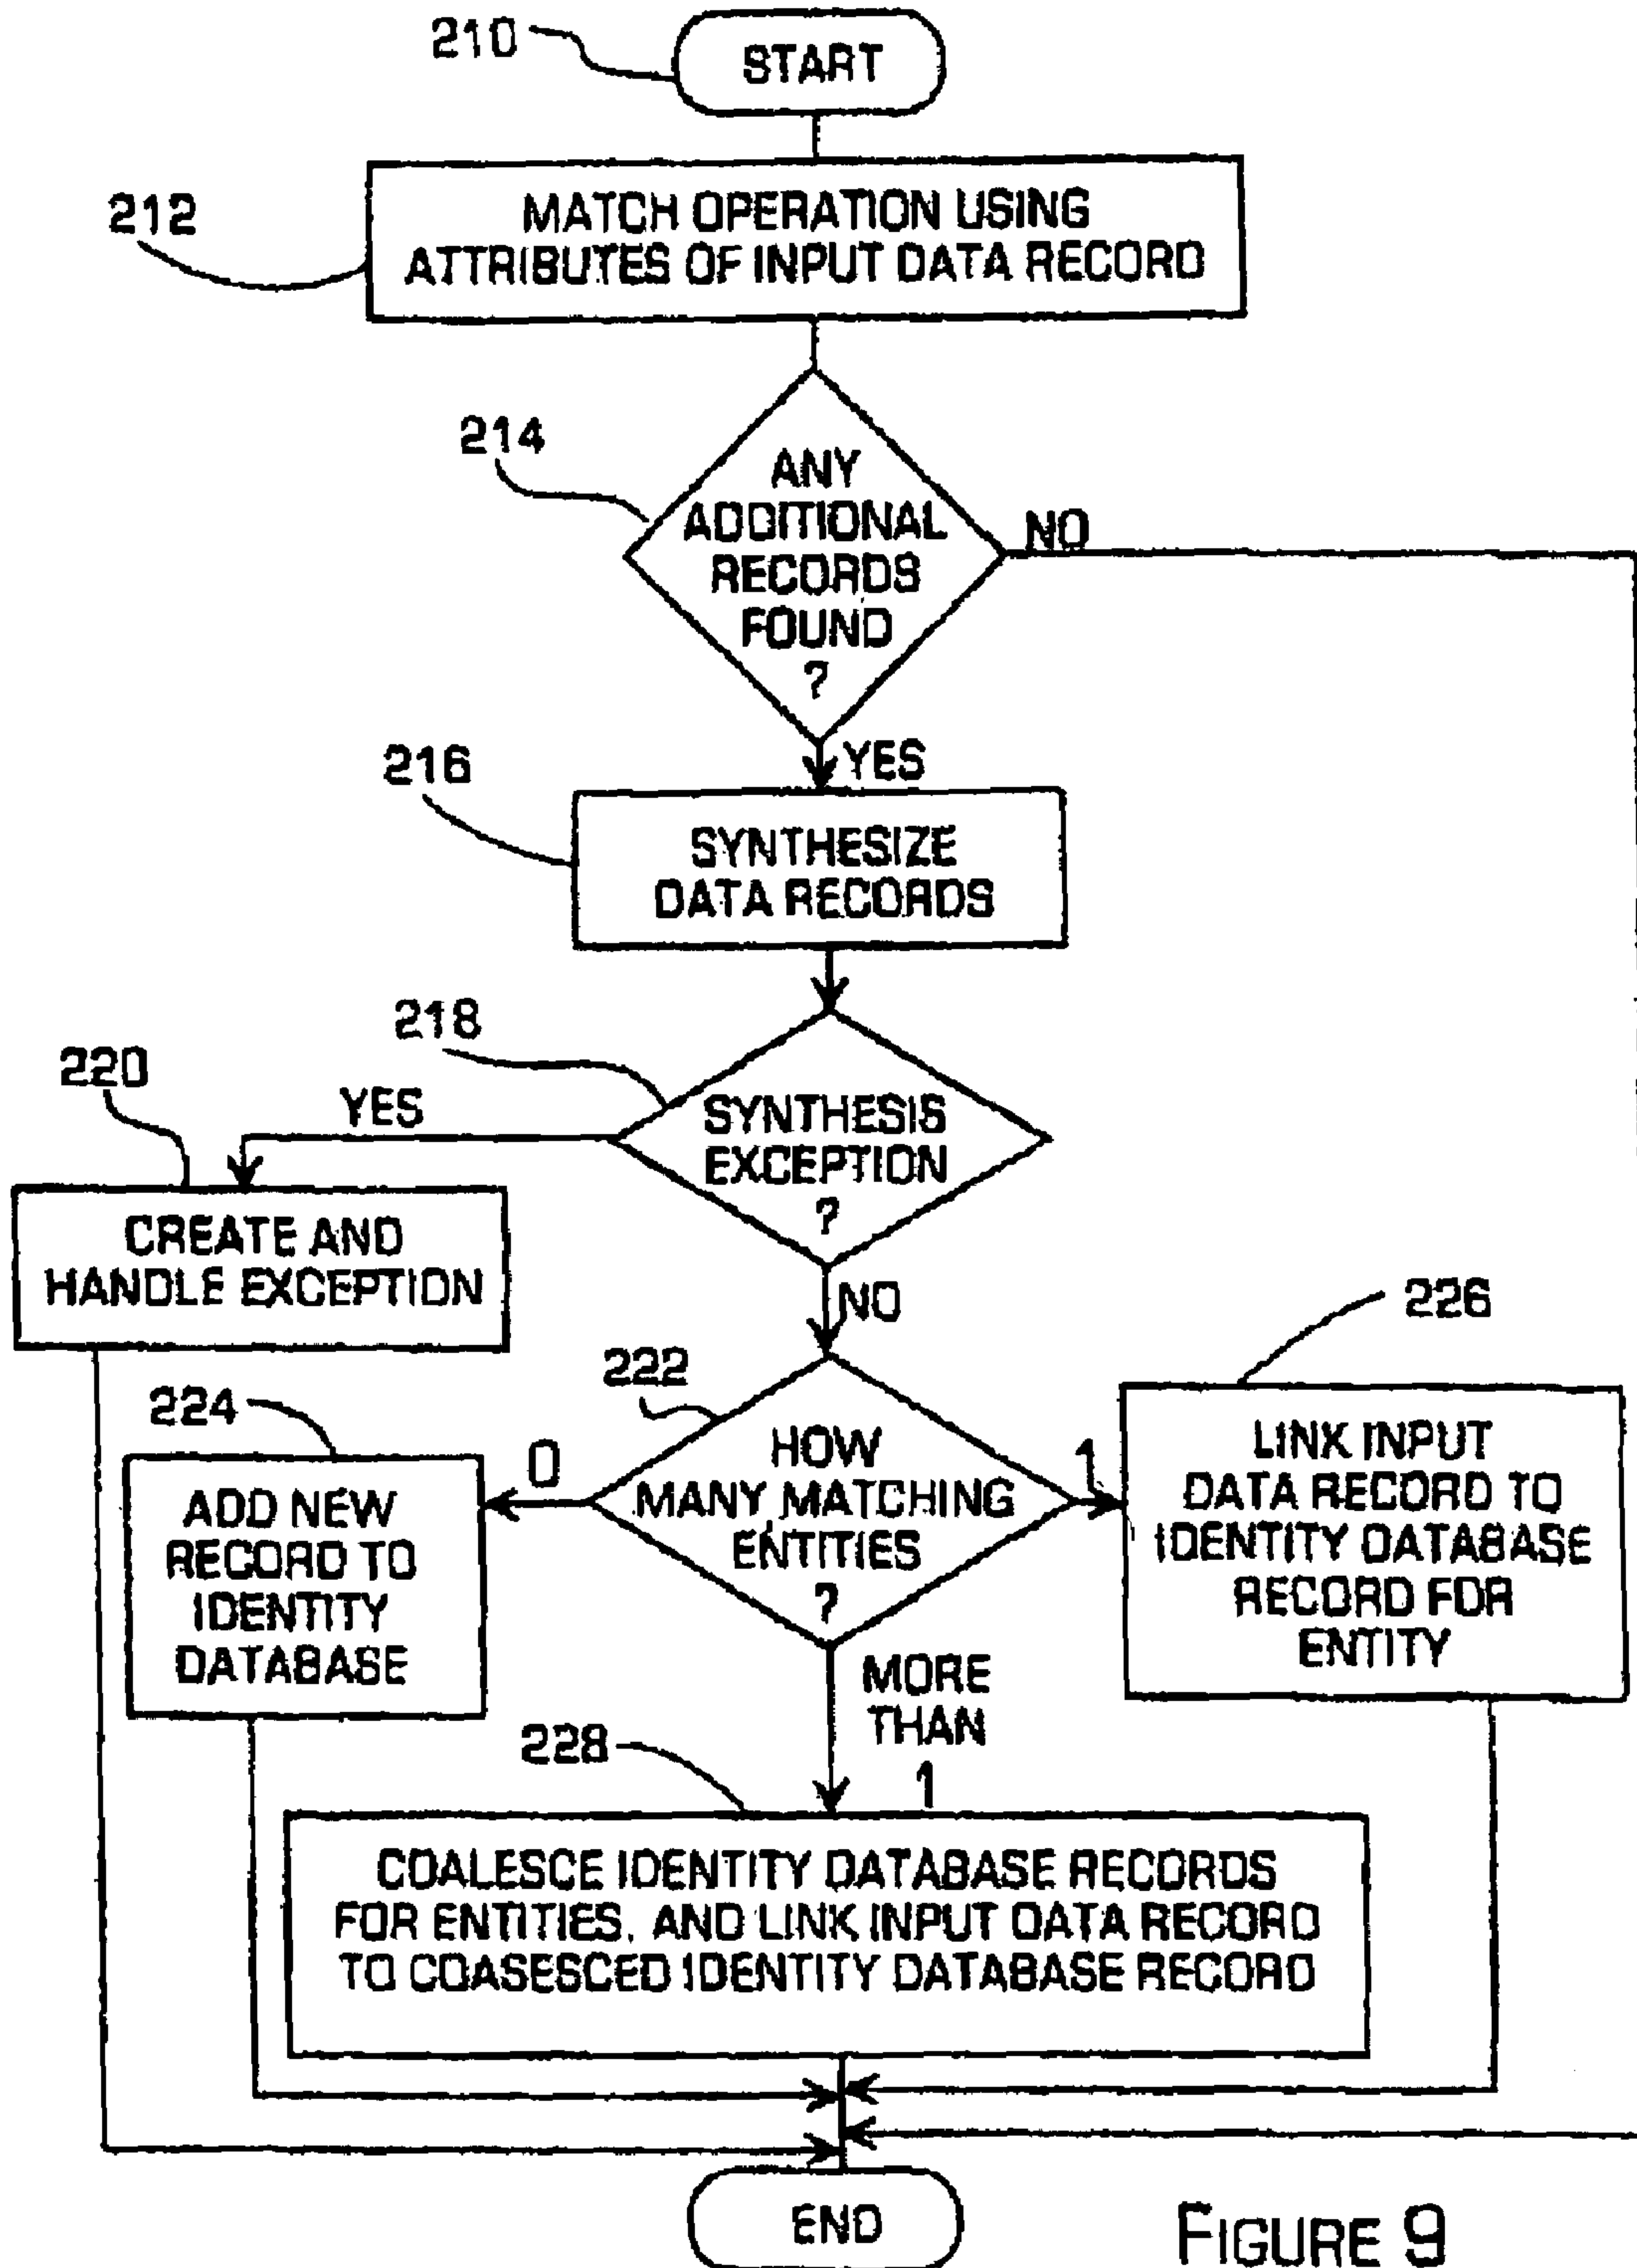 210
START
212
MATCH OPERATION USING
ATTRIBUTES OF INPUT DATA RECORD
214
ANY
ADDITIONAL
RECORDS
FOUND
?
NO
YES
216
SYNTHESIZE
DATA RECORDS
218
SYNTHESIS
EXCEPTION
?
220
YES
CREATE AND
HANDLE EXCEPTION
NO
222
HOW
MANY MATCHING
ENTITIES
?
224
0
ADD NEW
RECORD TO
IDENTITY
DATABASE
226
1
LINK INPUT
DATA RECORD TO
IDENTITY DATABASE
RECORD FOR
ENTITY
MORE
THAN
1
228
COALESCE IDENTITY DATABASE RECORDS
FOR ENTITIES, AND LINK INPUT DATA RECORD
TO COASESCED IDENTITY DATABASE RECORD
END
FIGURE 9